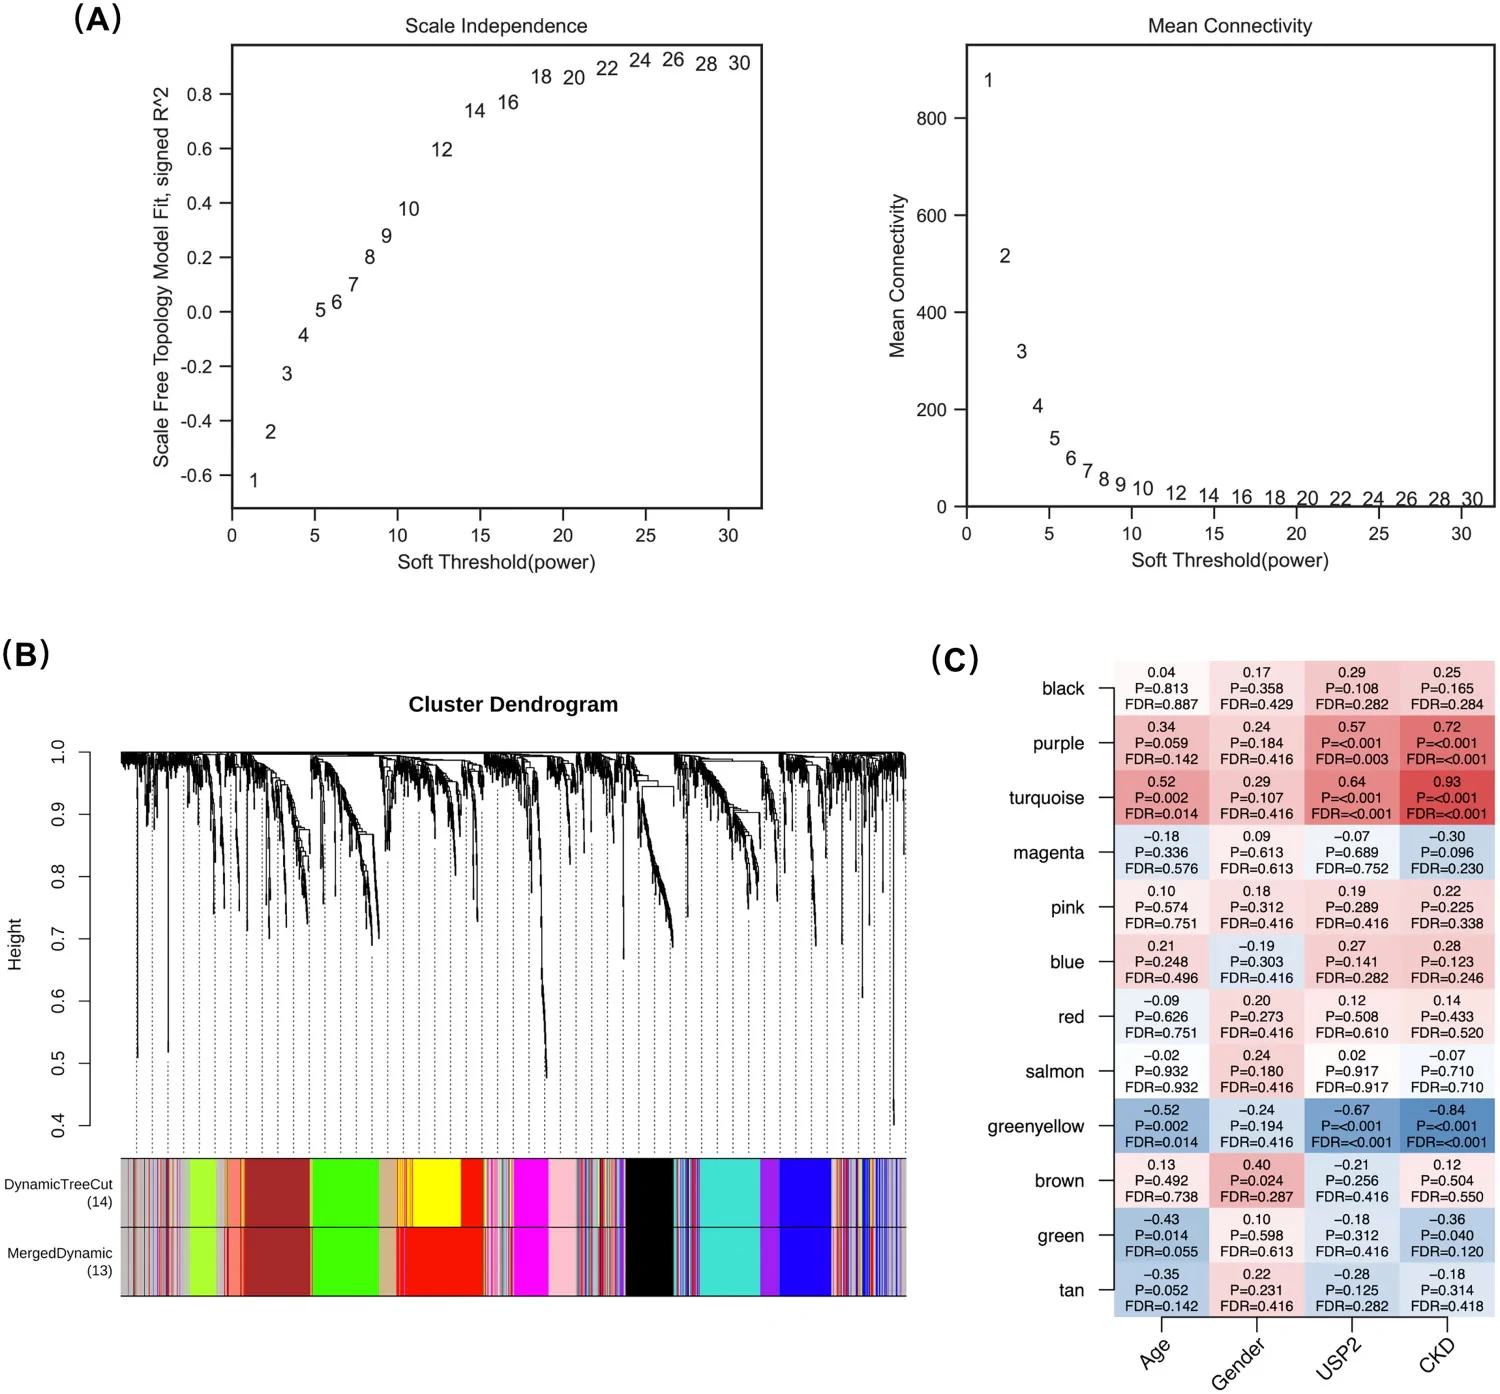 (A)
Scale Independence
Scale Free Topology Model Fit, signed R^2
0.8
0.6
0.4
0.2
0.0
-0.2
-0.4
-0.6
1
2
3
4
5
6
7
8
9
10
12
14
16
18
20
22
24
26
28
30
0 5 10 15 20 25 30
Soft Threshold(power)
Mean Connectivity
Mean Connectivity
800
600
400
200
0
1
2
3
4
5
6
7
8
9
10
12
14
16
18
20
22
24
26
28
30
0 5 10 15 20 25 30
Soft Threshold(power)
(B)
Cluster Dendrogram
Height
1.0
0.9
0.8
0.7
0.6
0.5
0.4
DynamicTreeCut
(14)
MergedDynamic
(13)
(C)
black
0.04 0.17 0.29 0.25
P=0.813 P=0.358 P=0.108 P=0.165
FDR=0.887 FDR=0.429 FDR=0.282 FDR=0.284
purple
0.34 0.24 0.57 0.72
P=0.059 P=0.184 P=<0.001 P=<0.001
FDR=0.142 FDR=0.416 FDR=0.003 FDR=<0.001
turquoise
0.52 0.29 0.64 0.93
P=0.002 P=0.107 P=<0.001 P=<0.001
FDR=0.014 FDR=0.416 FDR=<0.001 FDR=<0.001
magenta
−0.18 0.09 −0.07 −0.30
P=0.336 P=0.613 P=0.689 P=0.096
FDR=0.576 FDR=0.613 FDR=0.752 FDR=0.230
pink
0.10 0.18 0.19 0.22
P=0.574 P=0.312 P=0.289 P=0.225
FDR=0.751 FDR=0.416 FDR=0.416 FDR=0.338
blue
0.21 −0.19 0.27 0.28
P=0.248 P=0.303 P=0.141 P=0.123
FDR=0.496 FDR=0.416 FDR=0.282 FDR=0.246
red
−0.09 0.20 0.12 0.14
P=0.626 P=0.273 P=0.508 P=0.433
FDR=0.751 FDR=0.416 FDR=0.610 FDR=0.520
salmon
−0.02 0.24 0.02 −0.07
P=0.932 P=0.180 P=0.917 P=0.710
FDR=0.932 FDR=0.416 FDR=0.917 FDR=0.710
greenyellow
−0.52 −0.24 −0.67 −0.84
P=0.002 P=0.194 P=<0.001 P=<0.001
FDR=0.014 FDR=0.416 FDR=<0.001 FDR=<0.001
brown
0.13 0.40 −0.21 0.12
P=0.492 P=0.024 P=0.256 P=0.504
FDR=0.738 FDR=0.287 FDR=0.416 FDR=0.550
green
−0.43 0.10 −0.18 −0.36
P=0.014 P=0.598 P=0.312 P=0.040
FDR=0.055 FDR=0.613 FDR=0.416 FDR=0.120
tan
−0.35 0.22 −0.28 −0.18
P=0.052 P=0.231 P=0.125 P=0.314
FDR=0.142 FDR=0.416 FDR=0.282 FDR=0.418
Age Gender USP2 CKD